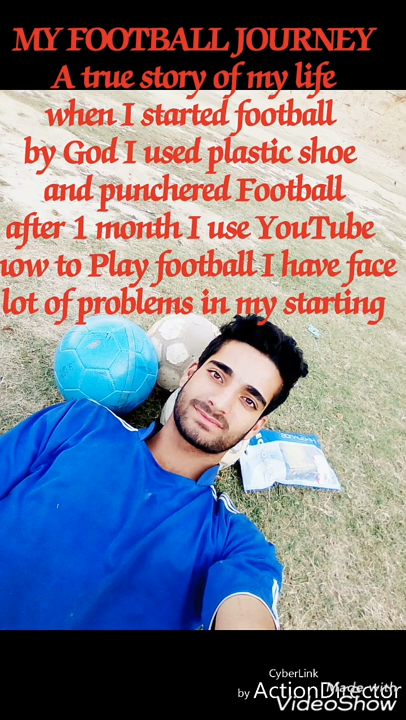 MY FOOTBALL JOURNEY
A true story of my life
when I started football
by God I used plastic shoe
and punchered Football
after 1 month I use YouTube
how to Play football I have face
lot of problems in my starting
CyberLink
by ActionDirector
Made with
VideoShow